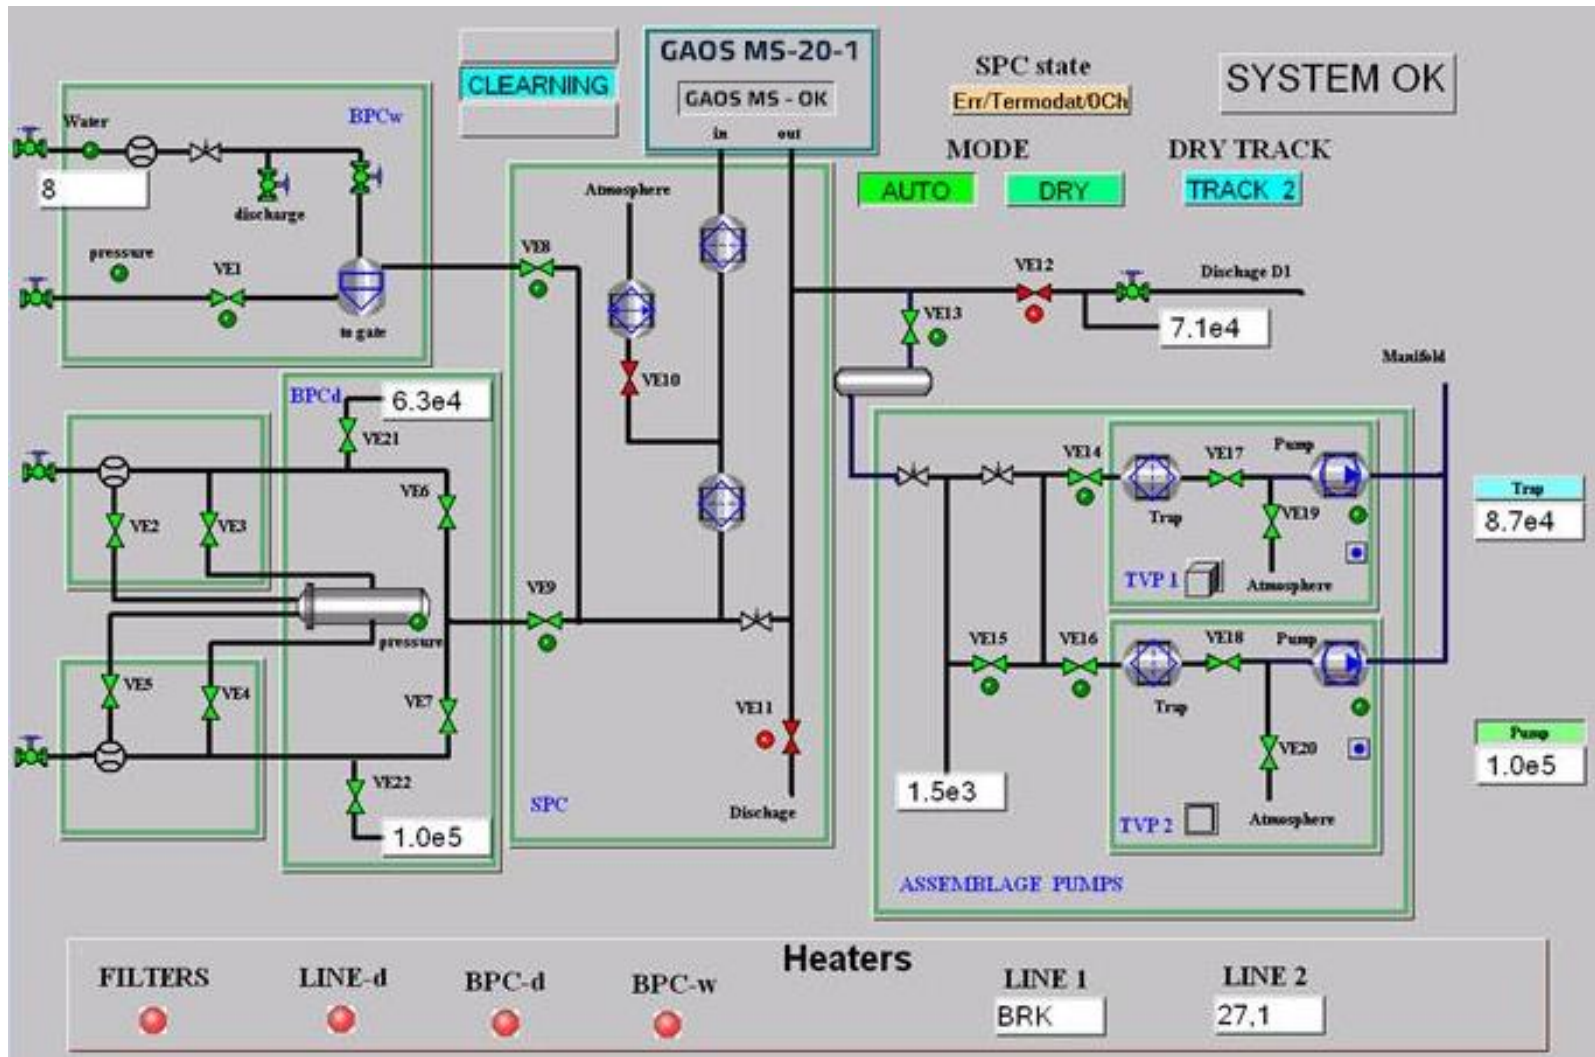 GAOS MS-20-1
GAOS MS - OK
in
out
CLEARNING
SPC state
Err/Termodat/0Ch
SYSTEM OK
MODE
AUTO
DRY
DRY TRACK
TRACK 2
BPCw
Water
8
discharge
pressure
VE1
to gate
BPCd
6.3e4
VE21
VE6
VE2
VE3
pressure
VE5
VE4
VE7
VE22
1.0e5
Atmosphere
VE8
VE10
VE9
VE11
SPC
Dischage
VE12
Dischage D1
7.1e4
VE13
Manifold
VE14
VE17
Pump
Trap
VE19
TVP 1
Atmosphere
VE15
VE16
VE18
Pump
Trap
VE20
1.5e3
TVP 2
Atmosphere
ASSEMBLAGE PUMPS
Trap
8.7e4
Pump
1.0e5
Heaters
FILTERS
LINE-d
BPC-d
BPC-w
LINE 1
BRK
LINE 2
27,1